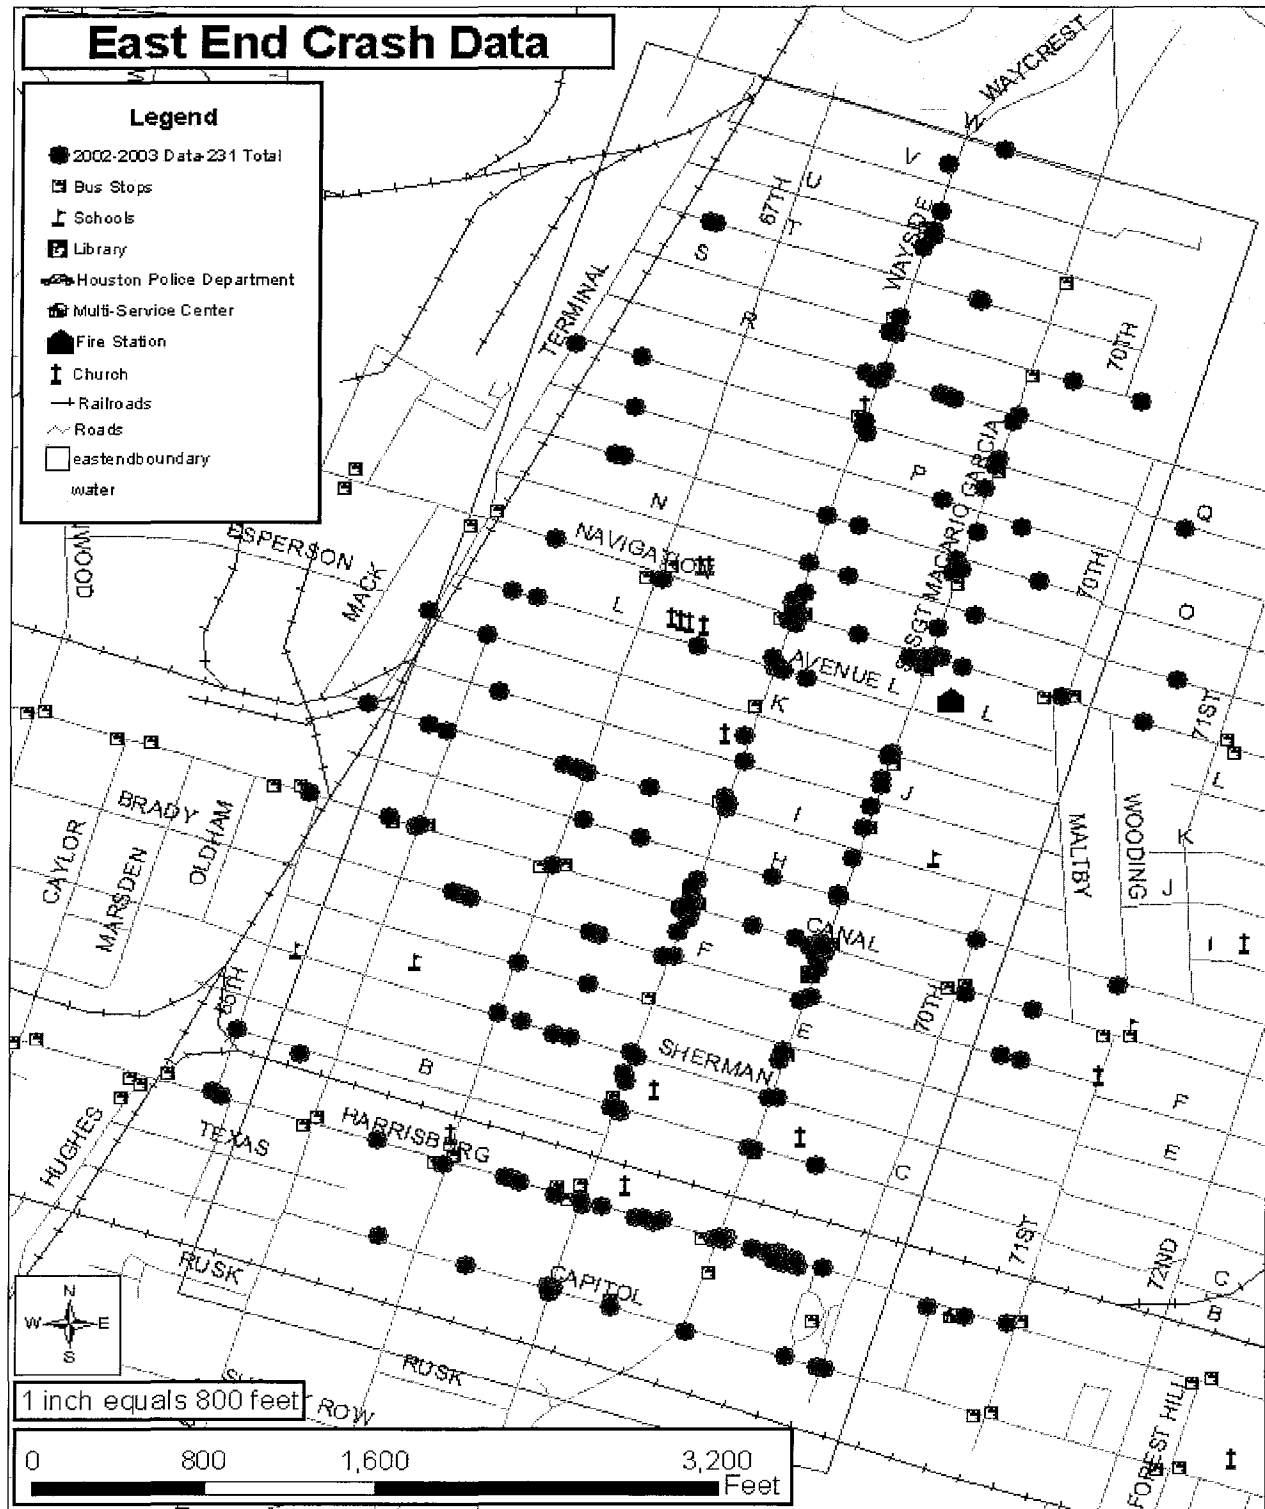 East End Crash Data
Legend
2002-2003 Data-231 Total
Bus Stops
Schools
Library
Houston Police Department
Multi-Service Center
Fire Station
Church
Railroads
Roads
eastendboundary
water
WAYCREST
W
V
U
67TH
T
WAYSIDE
S
TERMINAL
R
70TH
S/SGT MACARIO GARCIA
P
Q
N
NAVIGATION
ESPERSON
WOOD
MACK
70TH
O
L
AVENUE L
K
L
71ST
L
J
I
BRADY
OLDHAM
CAYLOR
MARSDEN
MALTBY
WOODING
K
J
H
CANAL
F
I
65TH
70TH
E
SHERMAN
B
F
HUGHES
TEXAS
HARRISBURG
C
E
71ST
72ND
C
B
RUSK
CAPITOL
RUSK
ROW
FOREST HILL
N
W E
S
1 inch equals 800 feet
0 800 1,600 3,200
Feet